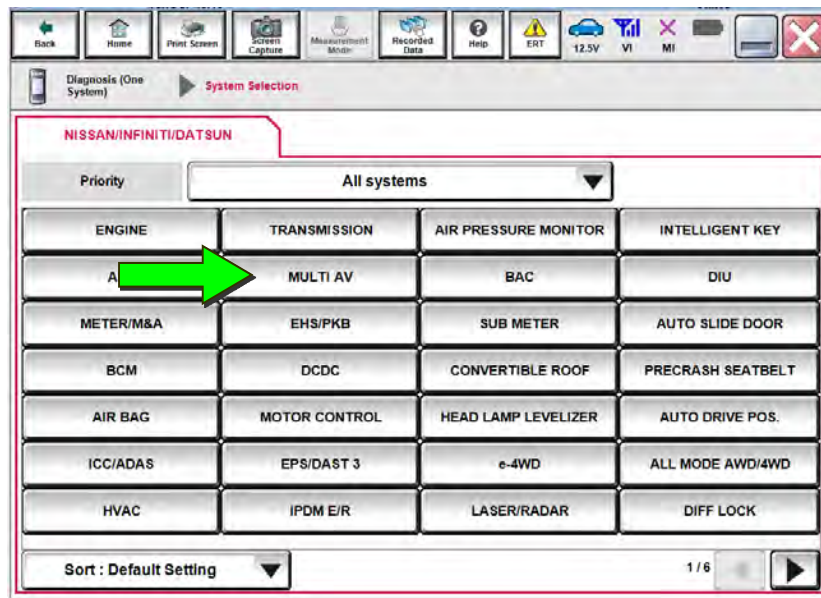 Back
Home
Print Screen
Screen
Capture
Measurement
Mode
Recorded
Data
Help
ERT
12.5V
VI
MI
Diagnosis (One
System)
System Selection
NISSAN/INFINITI/DATSUN
Priority
All systems
ENGINE
TRANSMISSION
AIR PRESSURE MONITOR
INTELLIGENT KEY
MULTI AV
BAC
DIU
METER/M&A
EHS/PKB
SUB METER
AUTO SLIDE DOOR
BCM
DCDC
CONVERTIBLE ROOF
PRECRASH SEATBELT
AIR BAG
MOTOR CONTROL
HEAD LAMP LEVELIZER
AUTO DRIVE POS.
ICC/ADAS
EPS/DAST 3
e-4WD
ALL MODE AWD/4WD
HVAC
IPDM E/R
LASER/RADAR
DIFF LOCK
Sort : Default Setting
1/6